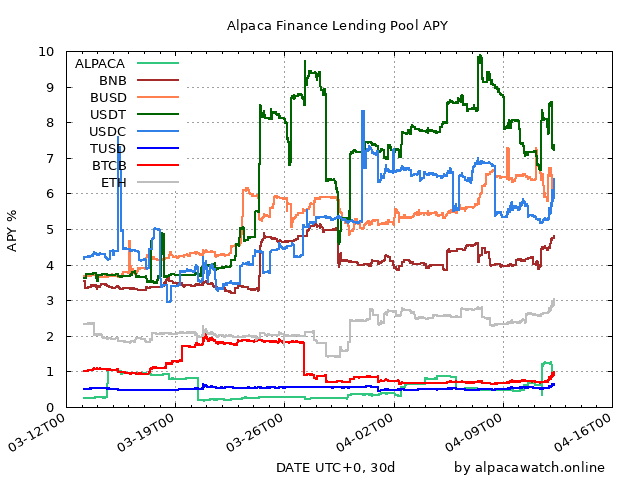 Alpaca Finance Lending Pool APY
APY %
10
9
8
7
6
5
4
3
2
1
0
ALPACA
BNB
BUSD
USDT
USDC
TUSD
BTCB
ETH
03-12T00
03-19T00
03-26T00
04-02T00
04-09T00
04-16T00
DATE UTC+0, 30d
by alpacawatch.online